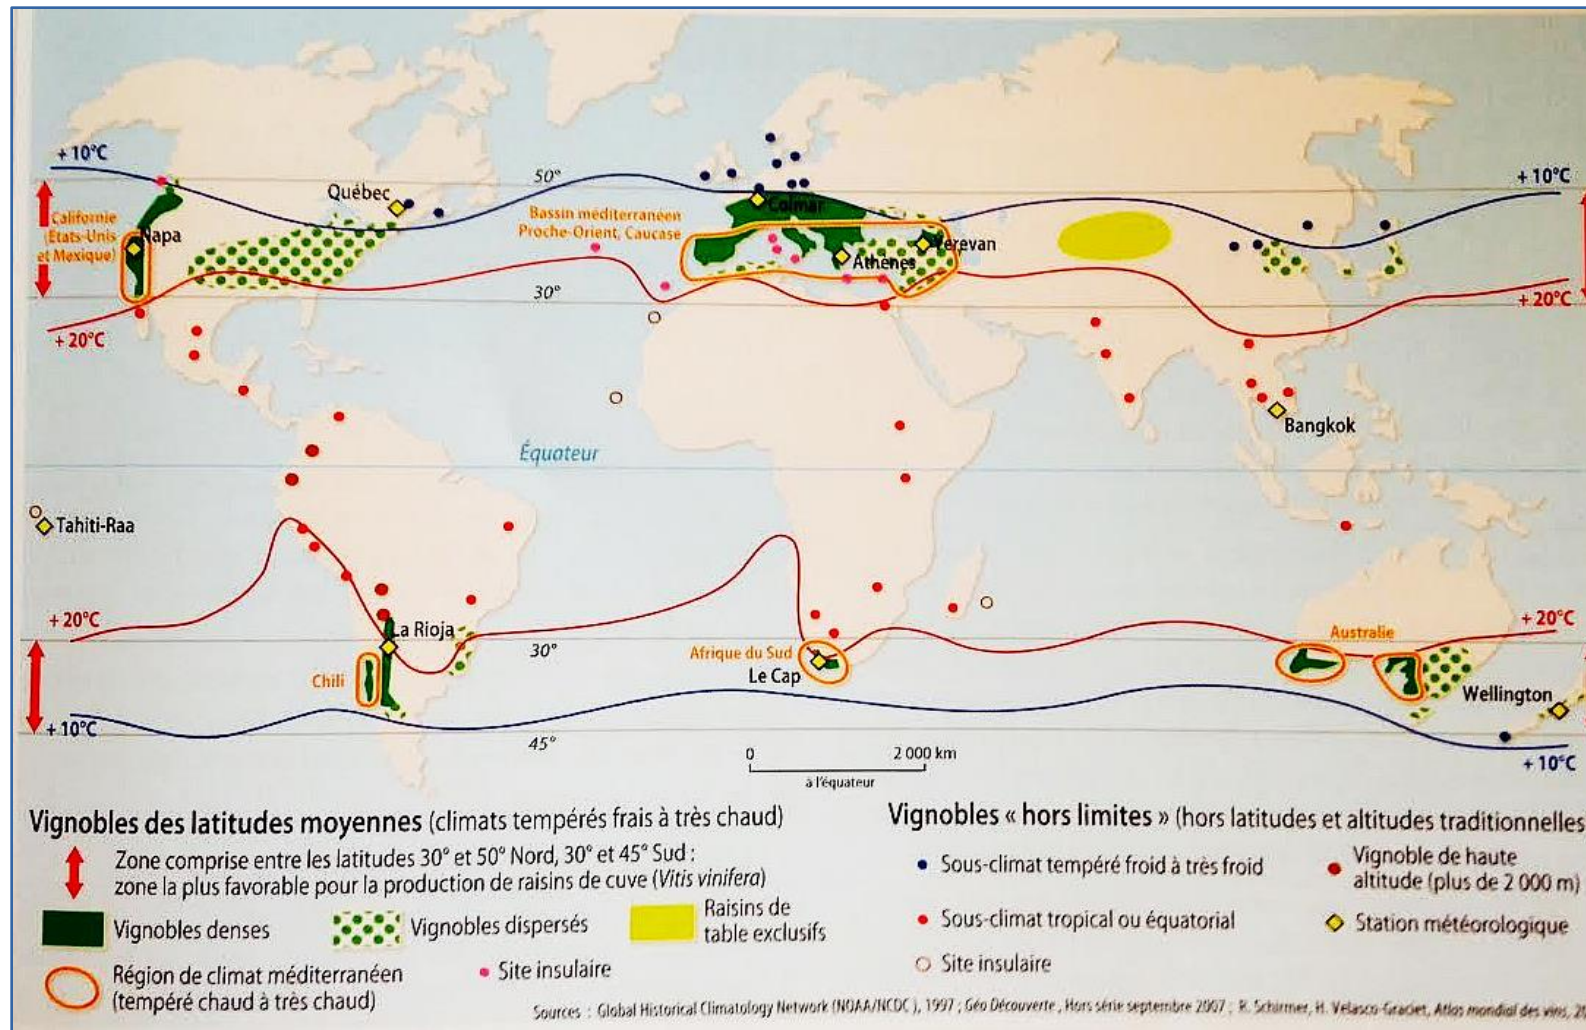 + 10°C
50°
+ 10°C
Québec
Californie
(Etats-Unis
et Mexique)
Napa
Bassin méditerranéen
Proche-Orient, Caucase
Colmar
Athènes
Yerevan
30°
+ 20°C
+ 20°C
Bangkok
Équateur
Tahiti-Raa
+ 20°C
La Rioja
30°
Afrique du Sud
Le Cap
Australie
+ 20°C
Chili
Wellington
+ 10°C
45°
0
2 000 km
à l'équateur
+ 10°C
Vignobles des latitudes moyennes (climats tempérés frais à très chaud)
Zone comprise entre les latitudes 30° et 50° Nord, 30° et 45° Sud :
zone la plus favorable pour la production de raisins de cuve (Vitis vinifera)
Vignobles denses
Vignobles dispersés
Raisins de
table exclusifs
Région de climat méditerranéen
(tempéré chaud à très chaud)
Site insulaire
Vignobles « hors limites » (hors latitudes et altitudes traditionnelles
Sous-climat tempéré froid à très froid
Vignoble de haute
altitude (plus de 2 000 m)
Sous-climat tropical ou équatorial
Station météorologique
Site insulaire
Sources : Global Historical Climatology Network (NOAA/NCDC ), 1997 ; Géo Découverte , Hors série septembre 2007 ; R. Schirmer, H. Velasco-Graciet, Atlas mondial des vins,